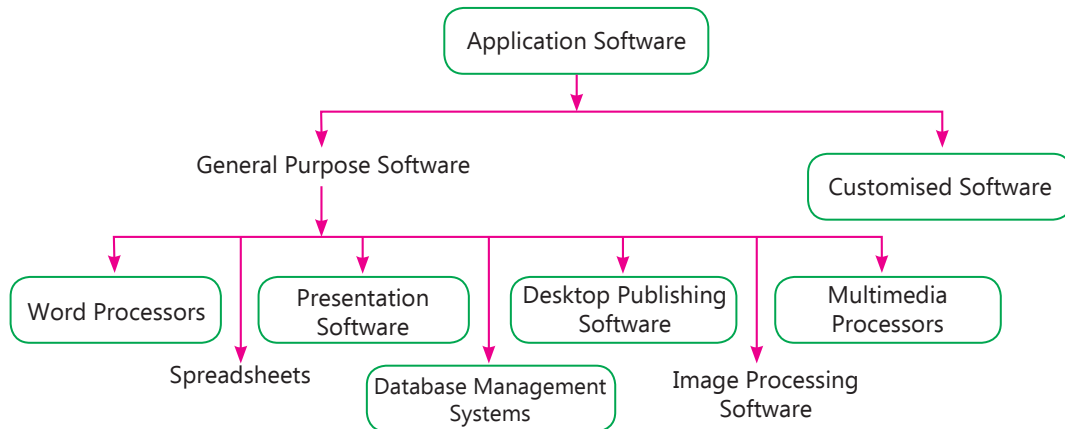 Application Software
General Purpose Software
Customised Software
Word Processors
Spreadsheets
Presentation
Software
Database Management
Systems
Desktop Publishing
Software
Image Processing
Software
Multimedia
Processors